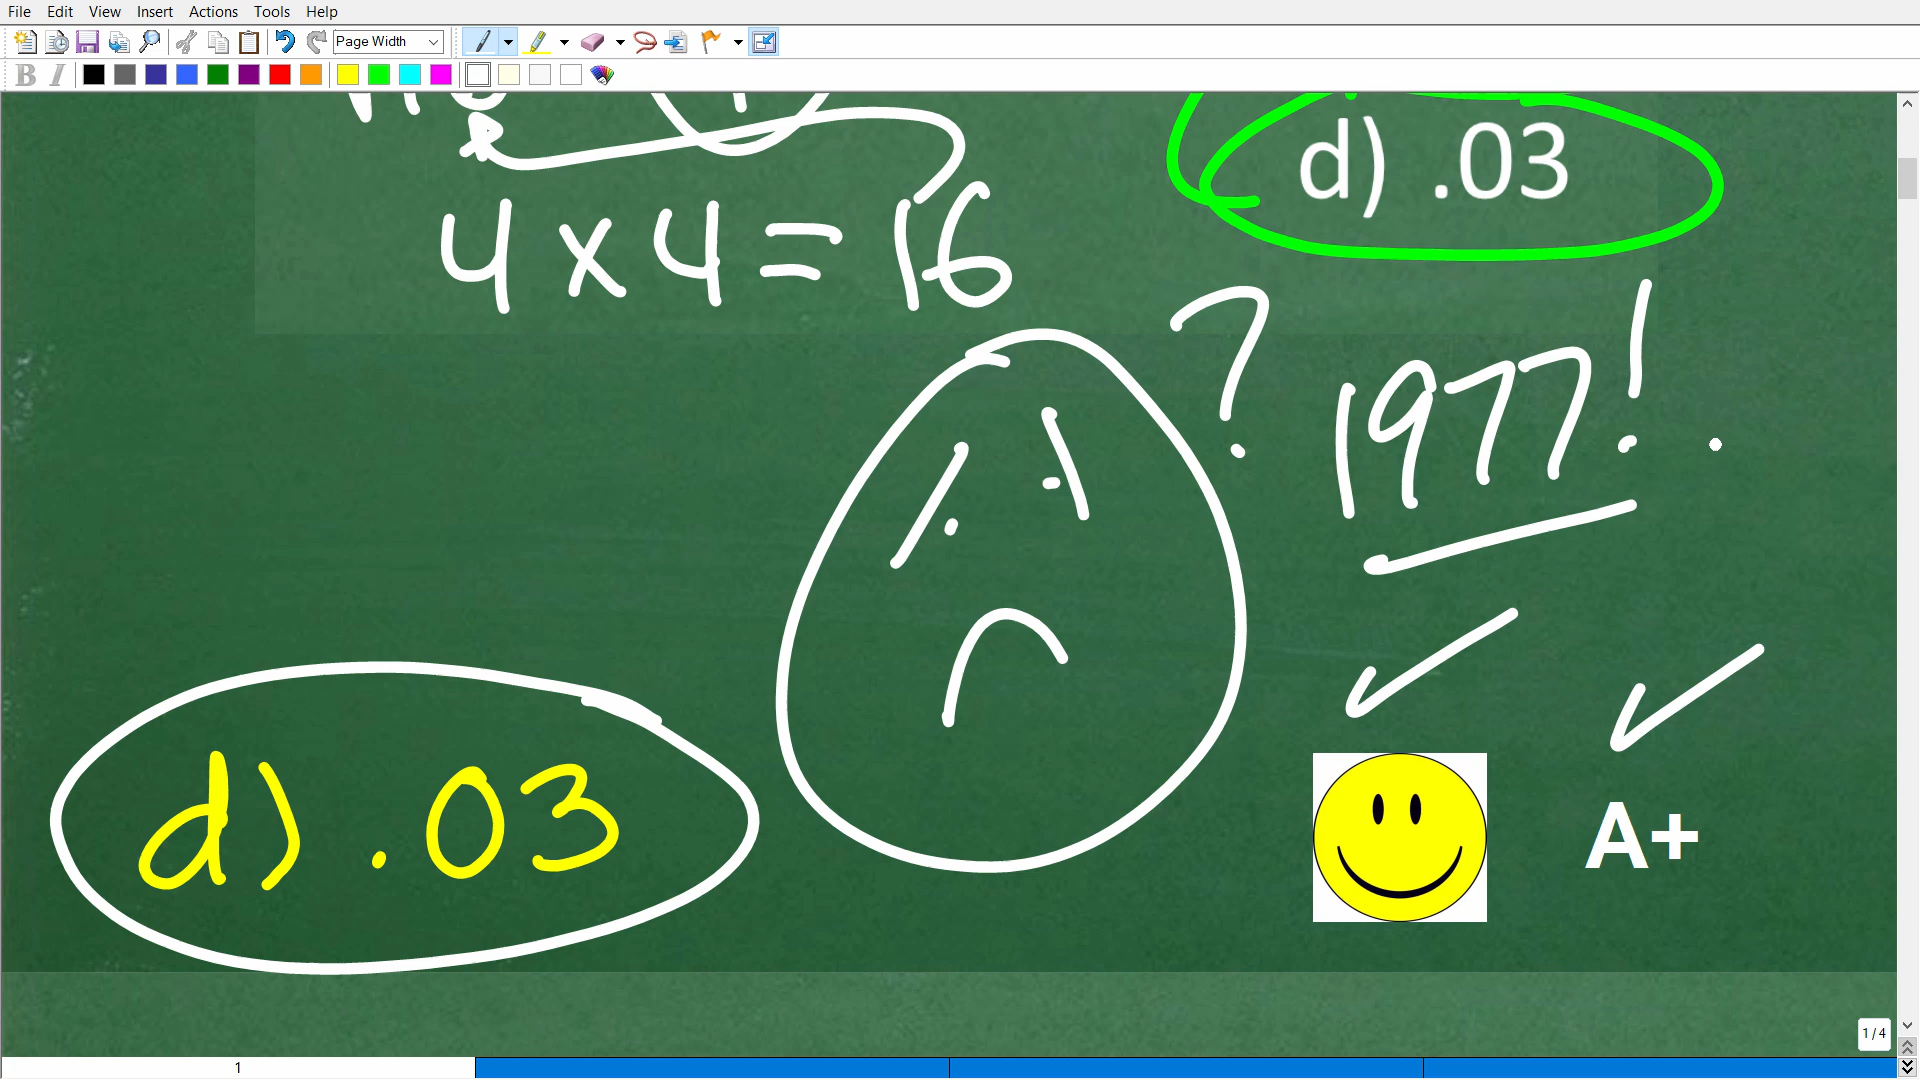 File Edit View Insert Actions Tools Help
Page Width
B I
d) .03
4 x 4 = 16
? 1977!
d) .03
A+
1 / 4
1